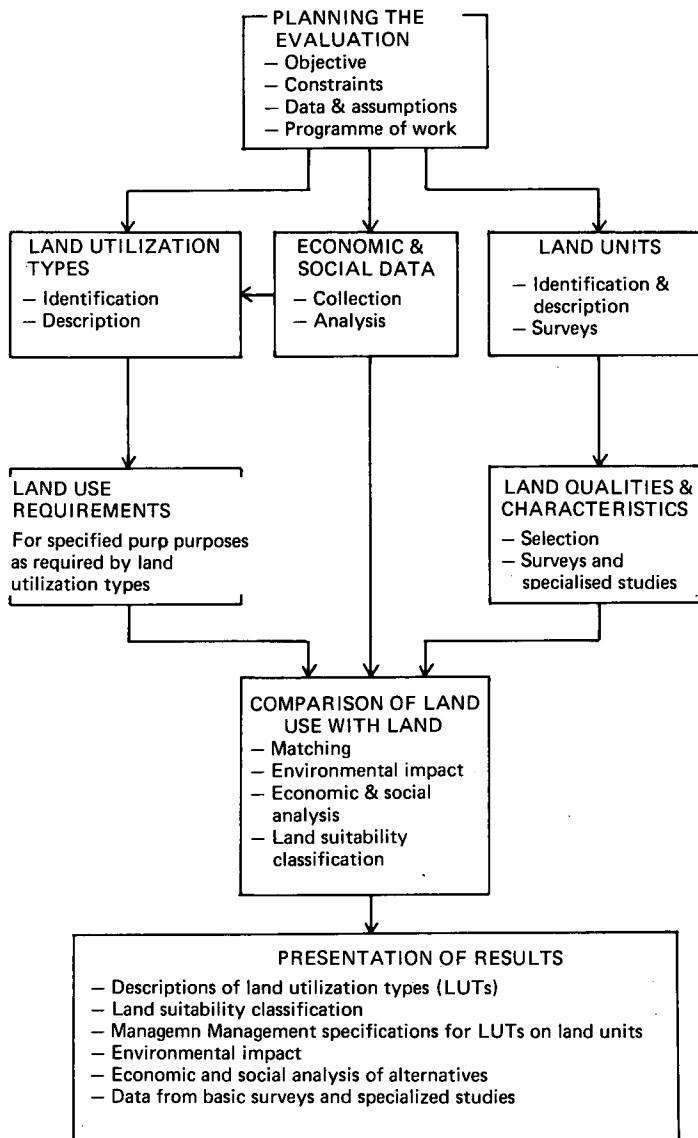 PLANNING THE
EVALUATION
— Objective
— Constraints
— Data & assumptions
— Programme of work
LAND UTILIZATION
TYPES
— Identification
— Description
ECONOMIC &
SOCIAL DATA
— Collection
— Analysis
LAND UNITS
— Identification &
description
— Surveys
LAND USE
REQUIREMENTS
For specified purp purposes
as required by land
utilization types
LAND QUALITIES &
CHARACTERISTICS
— Selection
— Surveys and
specialised studies
COMPARISON OF LAND
USE WITH LAND
— Matching
— Environmental impact
— Economic & social
analysis
— Land suitability
classification
PRESENTATION OF RESULTS
— Descriptions of land utilization types (LUTs)
— Land suitability classification
— Managemn Management specifications for LUTs on land units
— Environmental impact
— Economic and social analysis of alternatives
— Data from basic surveys and specialized studies